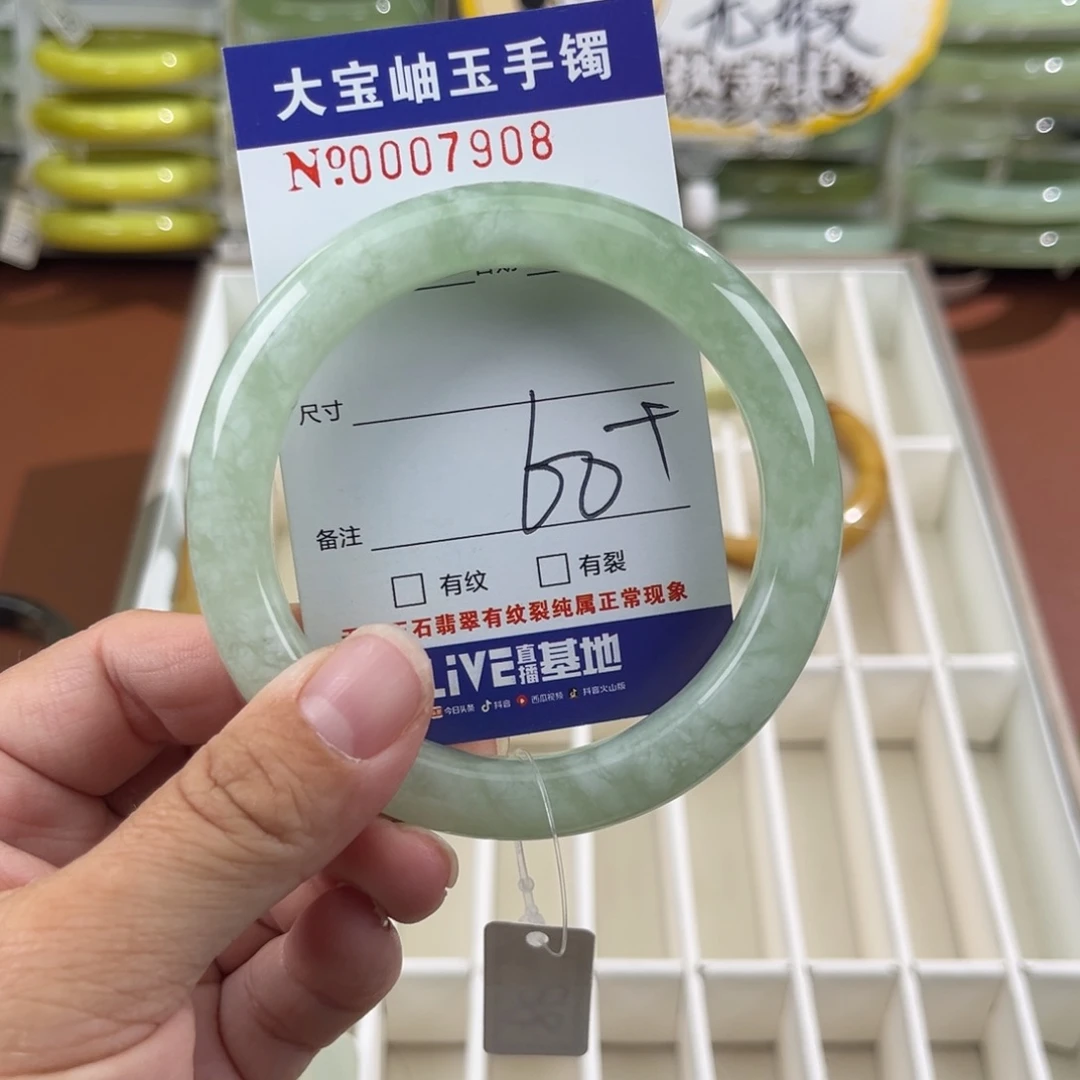 大宝岫玉手镯
№0007908
尺寸
60+
备注
有纹
有裂
石翡翠有纹裂纯属正常现象
LiVE直播基地
今日头条 抖音 西瓜视频 抖音火山版